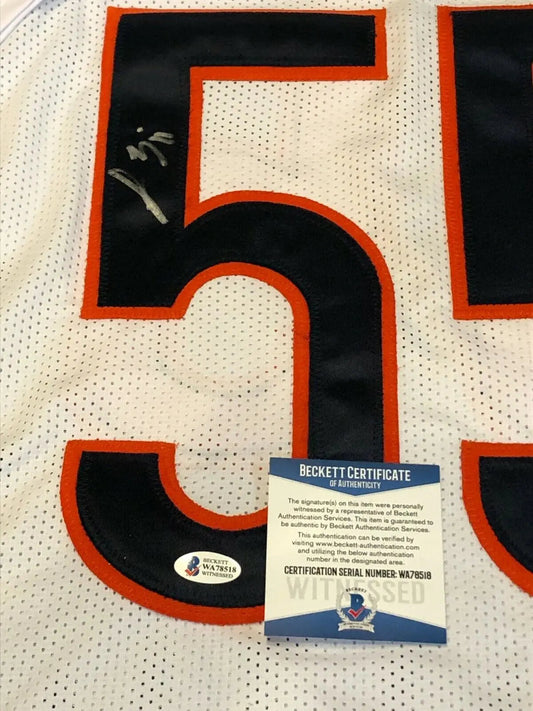 55
BECKETT CERTIFICATE
OF AUTHENTICITY
The signature(s) on this item were personally
witnessed by a representative of Beckett
Authentication Services. This item is guaranteed
to be authentic by Beckett Authentication Services.
This authentication can be verified by
visiting www.beckett-authentication.com
and utilizing the below authentication
number in the designated area.
CERTIFICATION SERIAL NUMBER: WA78518
WITNESSED
BECKETT
B
BECKETT
WA78518
WITNESSED